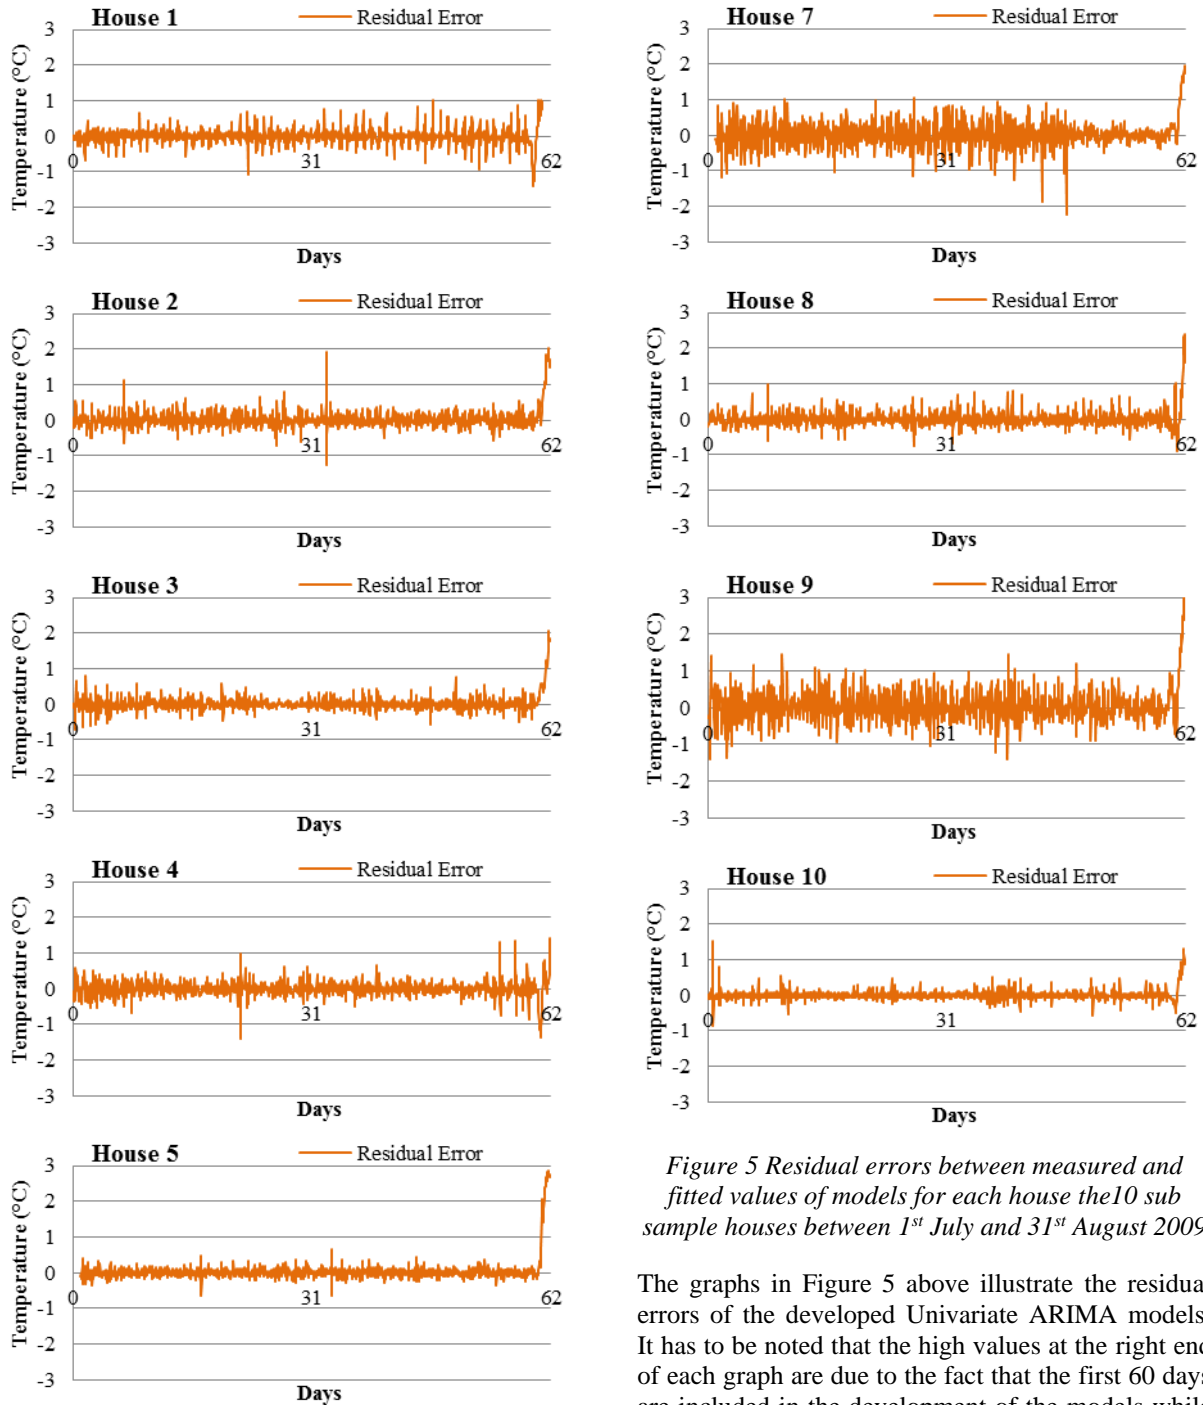 House 1
Residual Error
Temperature (°C)
3
2
1
0
-1
-2
-3
0
31
62
Days
House 2
Residual Error
Temperature (°C)
3
2
1
0
-1
-2
-3
0
31
62
Days
House 3
Residual Error
Temperature (°C)
3
2
1
0
-1
-2
-3
0
31
62
Days
House 4
Residual Error
Temperature (°C)
3
2
1
0
-1
-2
-3
0
31
62
Days
House 5
Residual Error
Temperature (°C)
3
2
1
0
-1
-2
-3
0
31
62
Days
House 7
Residual Error
Temperature (°C)
3
2
1
0
-1
-2
-3
0
31
62
Days
House 8
Residual Error
Temperature (°C)
3
2
1
0
-1
-2
-3
0
31
62
Days
House 9
Residual Error
Temperature (°C)
3
2
1
0
-1
-2
-3
0
31
62
Days
House 10
Residual Error
Temperature (°C)
3
2
1
0
-1
-2
-3
0
31
62
Days
Figure 5 Residual errors between measured and
fitted values of models for each house the10 sub
sample houses between 1st July and 31st August 2009
The graphs in Figure 5 above illustrate the residual
errors of the developed Univariate ARIMA models
It has to be noted that the high values at the right end
of each graph are due to the fact that the first 60 days
are included in the development of the models while